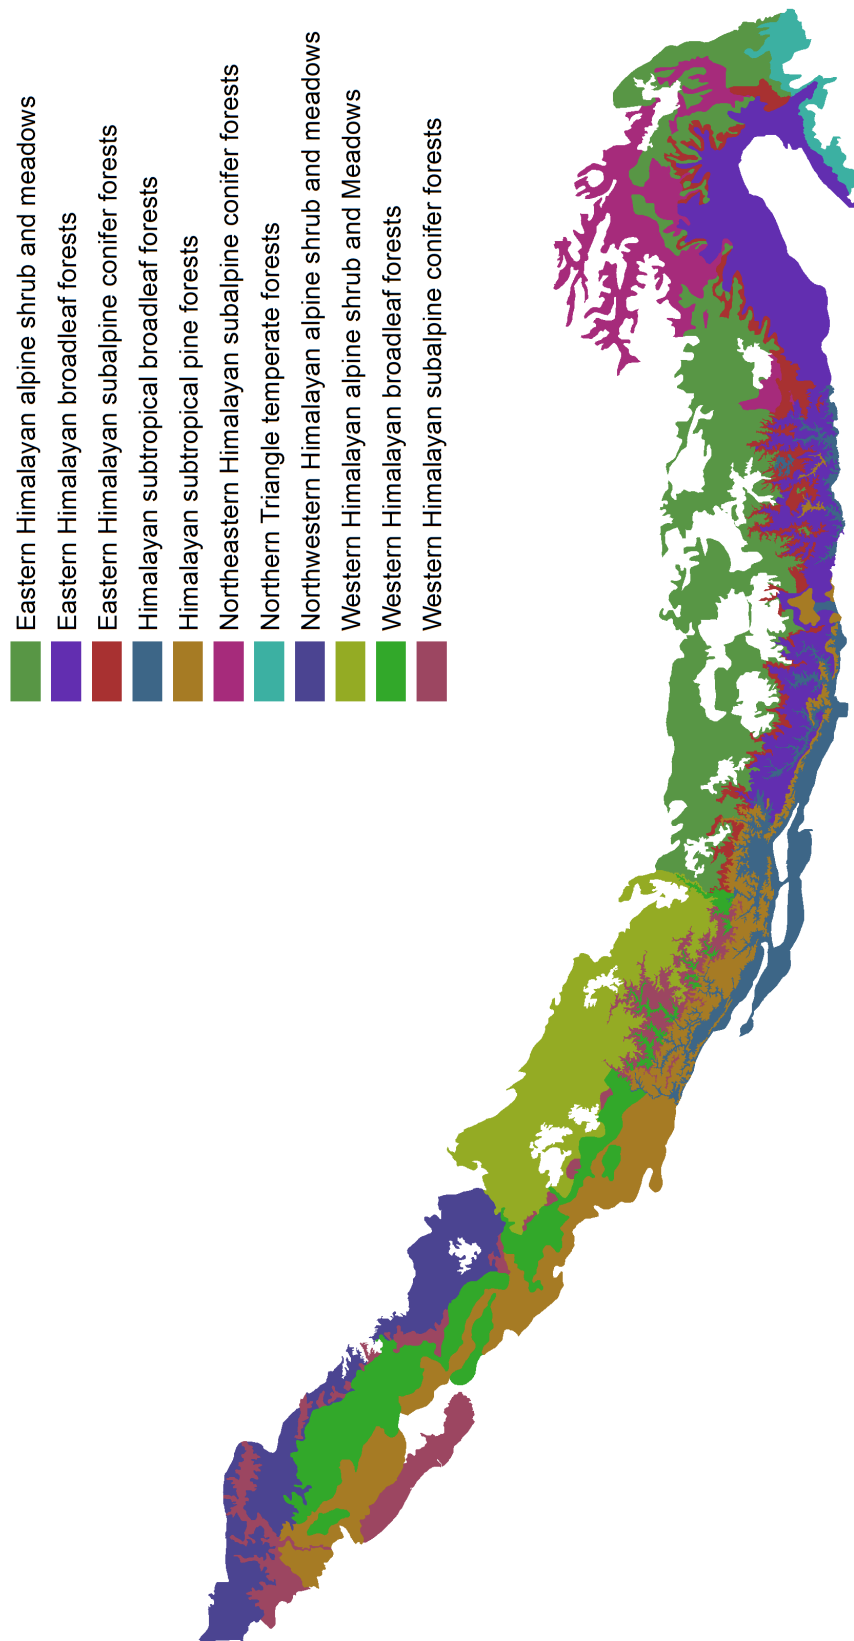 Eastern Himalayan alpine shrub and meadows
Eastern Himalayan broadleaf forests
Eastern Himalayan subalpine conifer forests
Himalayan subtropical broadleaf forests
Himalayan subtropical pine forests
Northeastern Himalayan subalpine conifer forests
Northern Triangle temperate forests
Northwestern Himalayan alpine shrub and meadows
Western Himalayan alpine shrub and Meadows
Western Himalayan broadleaf forests
Western Himalayan subalpine conifer forests